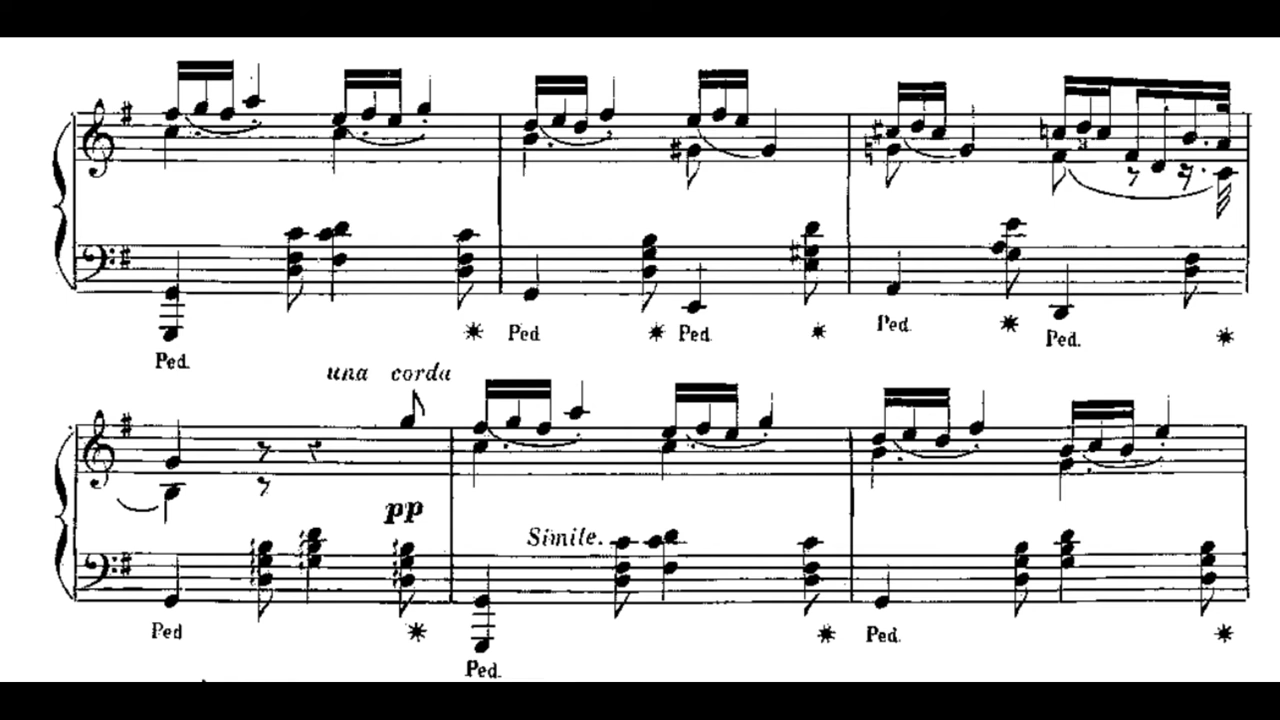 Ped. Ped Ped Ped. Ped.
una corda
pp
Simile.
Ped Ped. Ped.